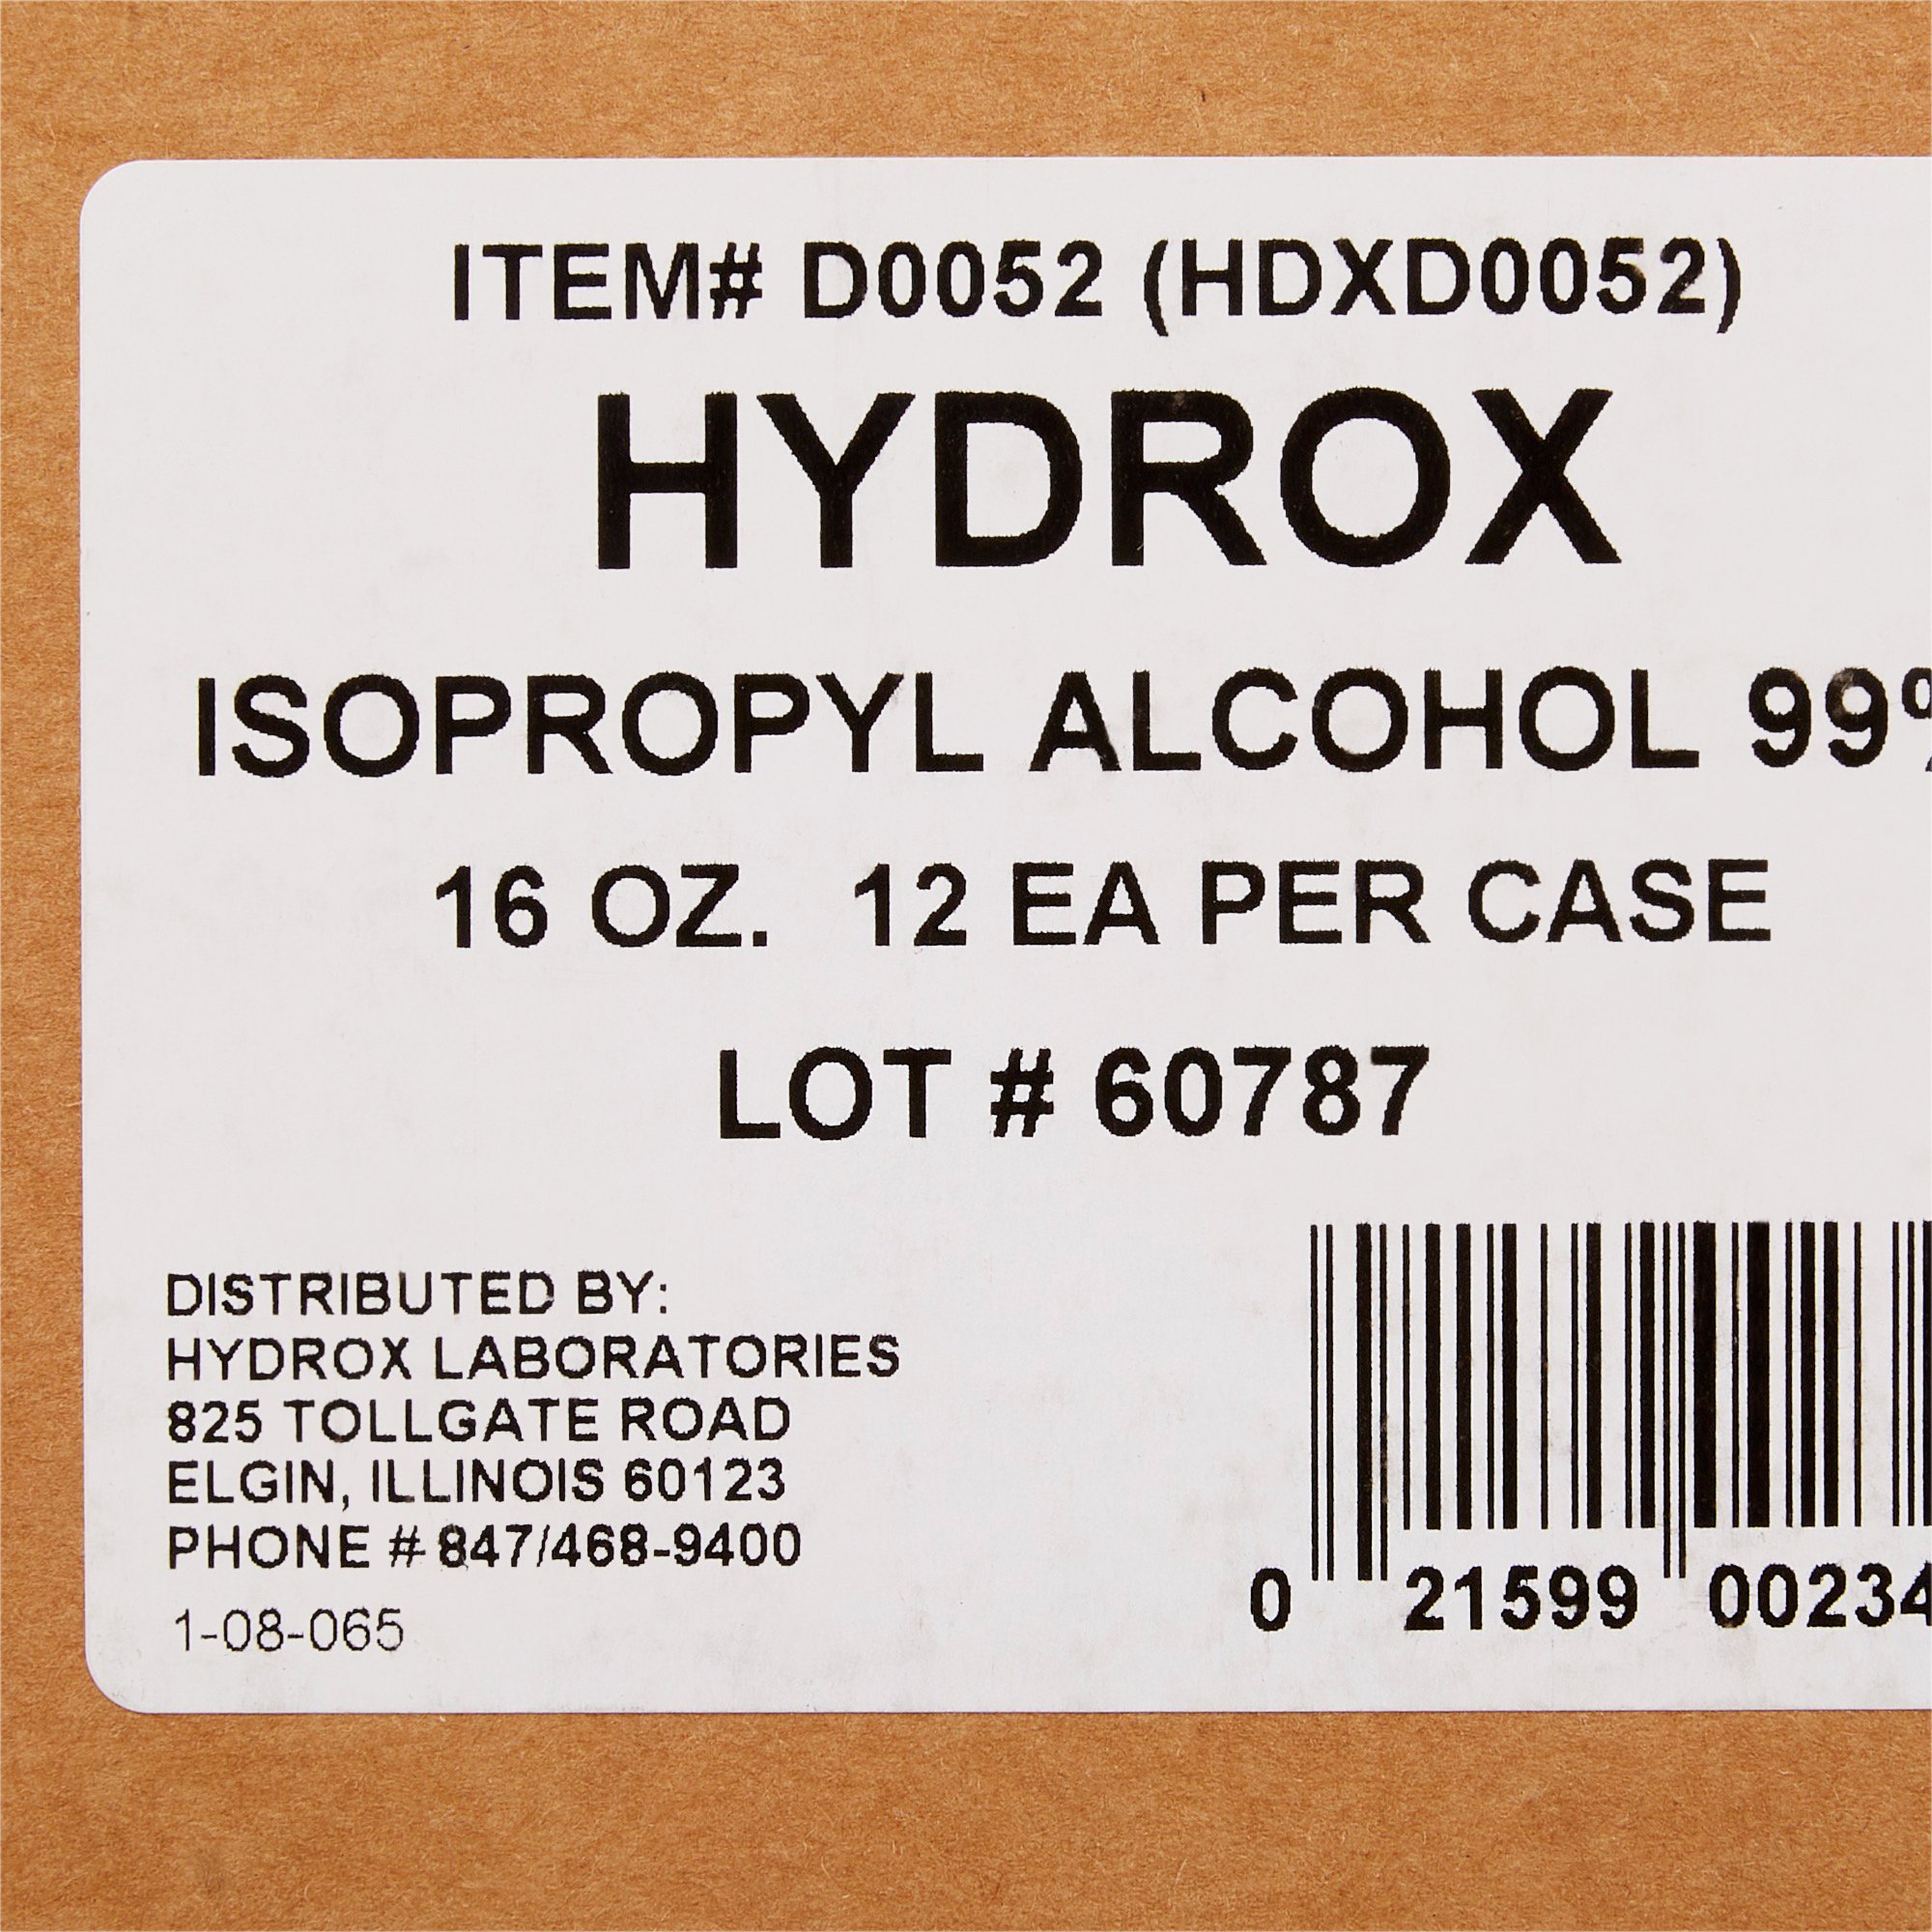 ITEM# D0052 (HDXD0052)
HYDROX
ISOPROPYL ALCOHOL 99%
16 OZ. 12 EA PER CASE
LOT # 60787
DISTRIBUTED BY:
HYDROX LABORATORIES
825 TOLLGATE ROAD
ELGIN, ILLINOIS 60123
PHONE # 847/468-9400
1-08-065
0 21599 00234